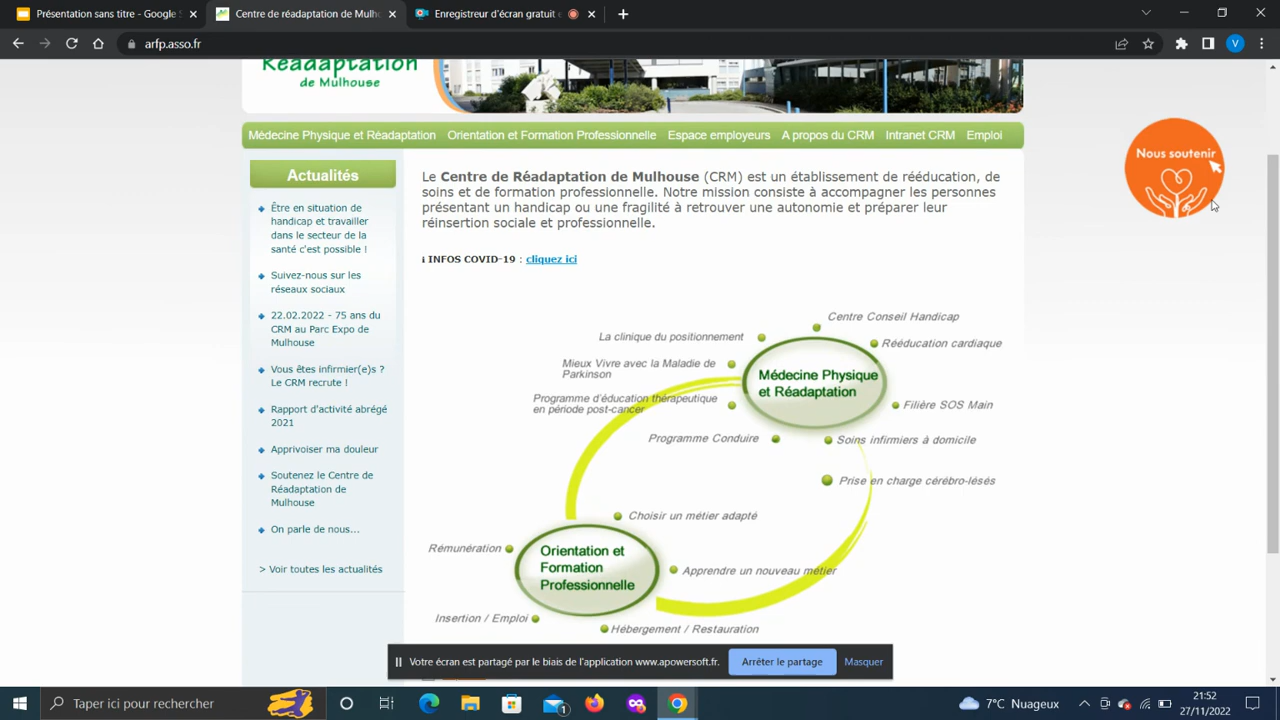 Présentation sans titre - Google S
Centre de Réadaptation de Mulho
Enregistreur d'écran gratuit e
arfp.asso.fr
V
Réadaptation
de Mulhouse
Médecine Physique et Réadaptation Orientation et Formation Professionnelle Espace employeurs A propos du CRM Intranet CRM Emploi
Actualités
Être en situation de
handicap et travailler
dans le secteur de la
santé c'est possible !
Suivez-nous sur les
réseaux sociaux
22.02.2022 - 75 ans du
CRM au Parc Expo de
Mulhouse
Vous êtes infirmier(e)s ?
Le CRM recrute !
Rapport d'activité abrégé
2021
Apprivoiser ma douleur
Soutenez le Centre de
Réadaptation de
Mulhouse
On parle de nous...
> Voir toutes les actualités
Le Centre de Réadaptation de Mulhouse (CRM) est un établissement de rééducation, de
soins et de formation professionnelle. Notre mission consiste à accompagner les personnes
présentant un handicap ou une fragilité à retrouver une autonomie et préparer leur
réinsertion sociale et professionnelle.
¡ INFOS COVID-19 : cliquez ici
Centre Conseil Handicap
La clinique du positionnement
Rééducation cardiaque
Mieux Vivre avec la Maladie de
Parkinson
Médecine Physique
et Réadaptation
Programme d'éducation thérapeutique
en période post-cancer
Filière SOS Main
Programme Conduire
Soins infirmiers à domicile
Prise en charge cérébro-lésés
Choisir un métier adapté
Rémunération
Orientation et
Formation
Professionnelle
Apprendre un nouveau métier
Insertion / Emploi
Hébergement / Restauration
Nous soutenir
Votre écran est partagé par le biais de l'application www.apowersoft.fr.
Arrêter le partage
Masquer
Taper ici pour rechercher
1
7°C Nuageux
21:52
27/11/2022